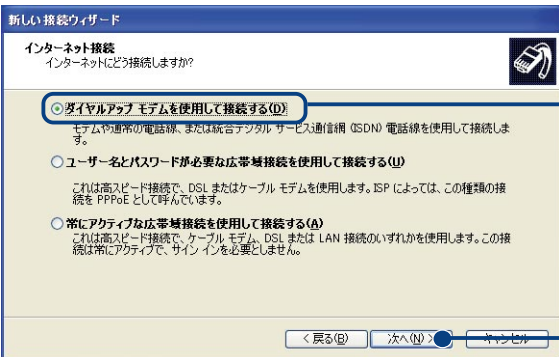 新しい接続ウィザード
インターネット接続
インターネットにどう接続しますか?
ダイヤルアップ モデムを使用して接続する(D)
モデムや通常の電話線、または統合デジタル サービス通信網 (ISDN) 電話線を使用して接続しま
す。
ユーザー名とパスワードが必要な広帯域接続を使用して接続する(U)
これは高スピード接続で、DSL またはケーブル モデムを使用します。ISP によっては、この種類の接
続を PPPoE として呼んでいます。
常にアクティブな広帯域接続を使用して接続する(A)
これは高スピード接続で、ケーブル モデム、DSL または LAN 接続のいずれかを使用します。この接
続は常にアクティブで、サイン インを必要としません。
< 戻る(B) 次へ(N) > キャンセル